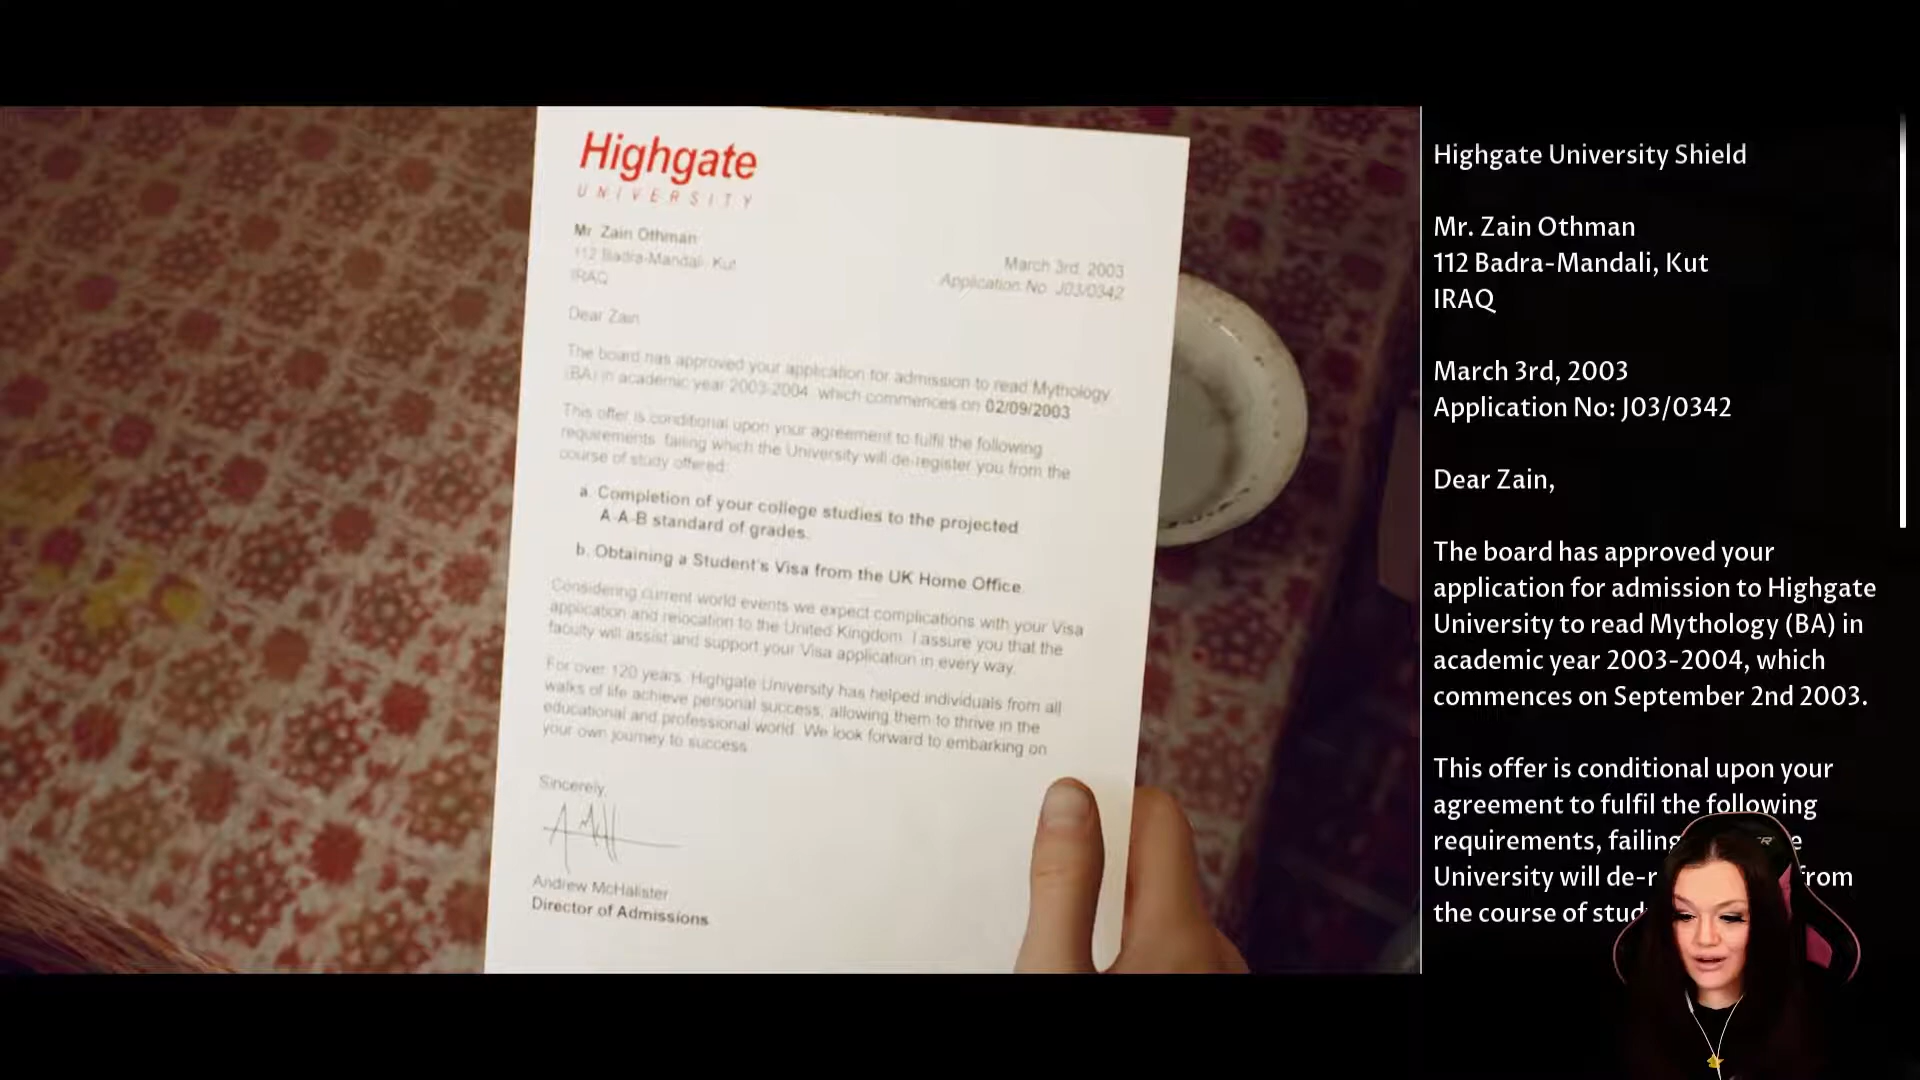 Highgate
UNIVERSITY
Mr Zain Othman
112 Badra-Mandali, Kut
IRAQ
March 3rd, 2003
Application No. J03/0342
Dear Zain
The board has approved your application for admission to read Mythology
(BA) in academic year 2003-2004, which commences on 02/09/2003
This offer is conditional upon your agreement to fulfil the following
requirements, failing which the University will de-register you from the
course of study offered:
a. Completion of your college studies to the projected
A-A-B standard of grades.
b. Obtaining a Student's Visa from the UK Home Office.
Considering current world events we expect complications with your Visa
application and relocation to the United Kingdom. I assure you that the
faculty will assist and support your Visa application in every way.
For over 120 years, Highgate University has helped individuals from all
walks of life achieve personal success, allowing them to thrive in the
educational and professional world. We look forward to embarking on
your own journey to success
Sincerely,
Andrew McHalister
Director of Admissions
Highgate University Shield
Mr. Zain Othman
112 Badra-Mandali, Kut
IRAQ
March 3rd, 2003
Application No: J03/0342
Dear Zain,
The board has approved your
application for admission to Highgate
University to read Mythology (BA) in
academic year 2003-2004, which
commences on September 2nd 2003.
This offer is conditional upon your
agreement to fulfil the following
requirements, failing
University will de-r from
the course of stud